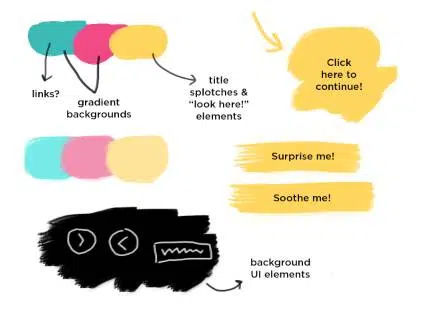 links?
gradient
backgrounds
title
splotches &
“look here!”
elements
Click
here to
continue!
Surprise me!
Soothe me!
background
UI elements